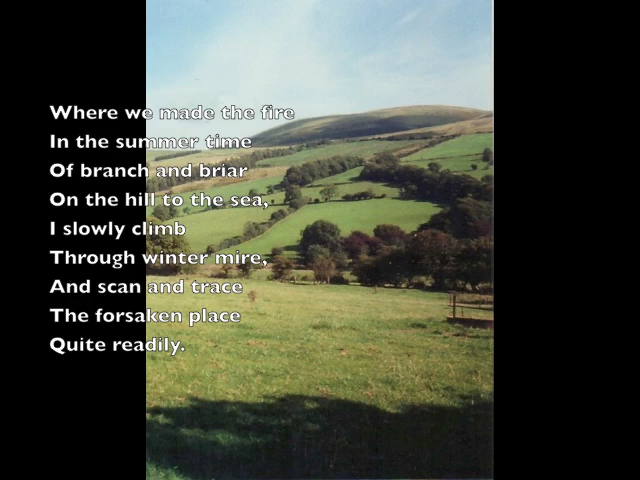 Where we made the fire
In the summer time
Of branch and briar
On the hill to the sea,
I slowly climb
Through winter mire,
And scan and trace
The forsaken place
Quite readily.